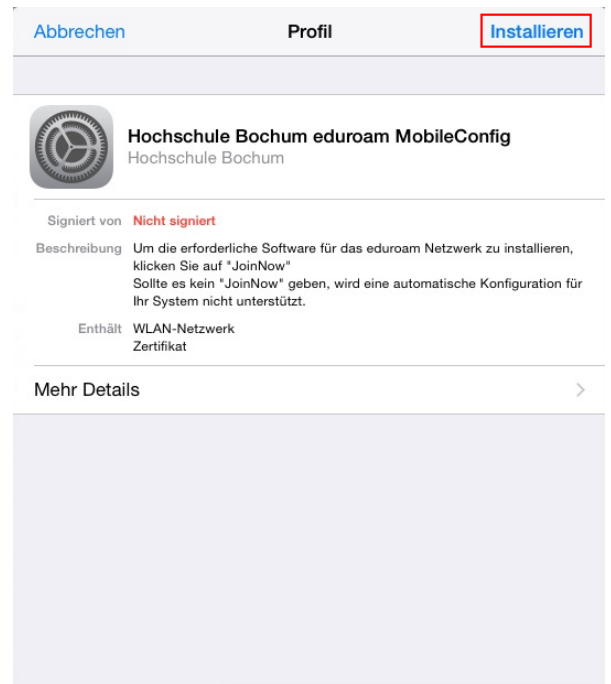 Abbrechen Profil Installieren
Hochschule Bochum eduroam MobileConfig
Hochschule Bochum
Signiert von Nicht signiert
Beschreibung Um die erforderliche Software für das eduroam Netzwerk zu installieren,
klicken Sie auf "JoinNow"
Sollte es kein "JoinNow" geben, wird eine automatische Konfiguration für
Ihr System nicht unterstützt.
Enthält WLAN-Netzwerk
Zertifikat
Mehr Details